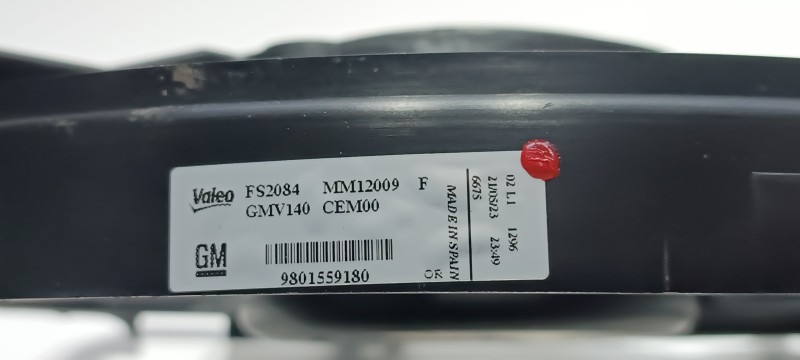 Valeo FS2084 MM12009 F
GMV140 CEM00
GM
9801559180
OR
MADE IN SPAIN
6675
21/05/23 23:49
02 L1 1296